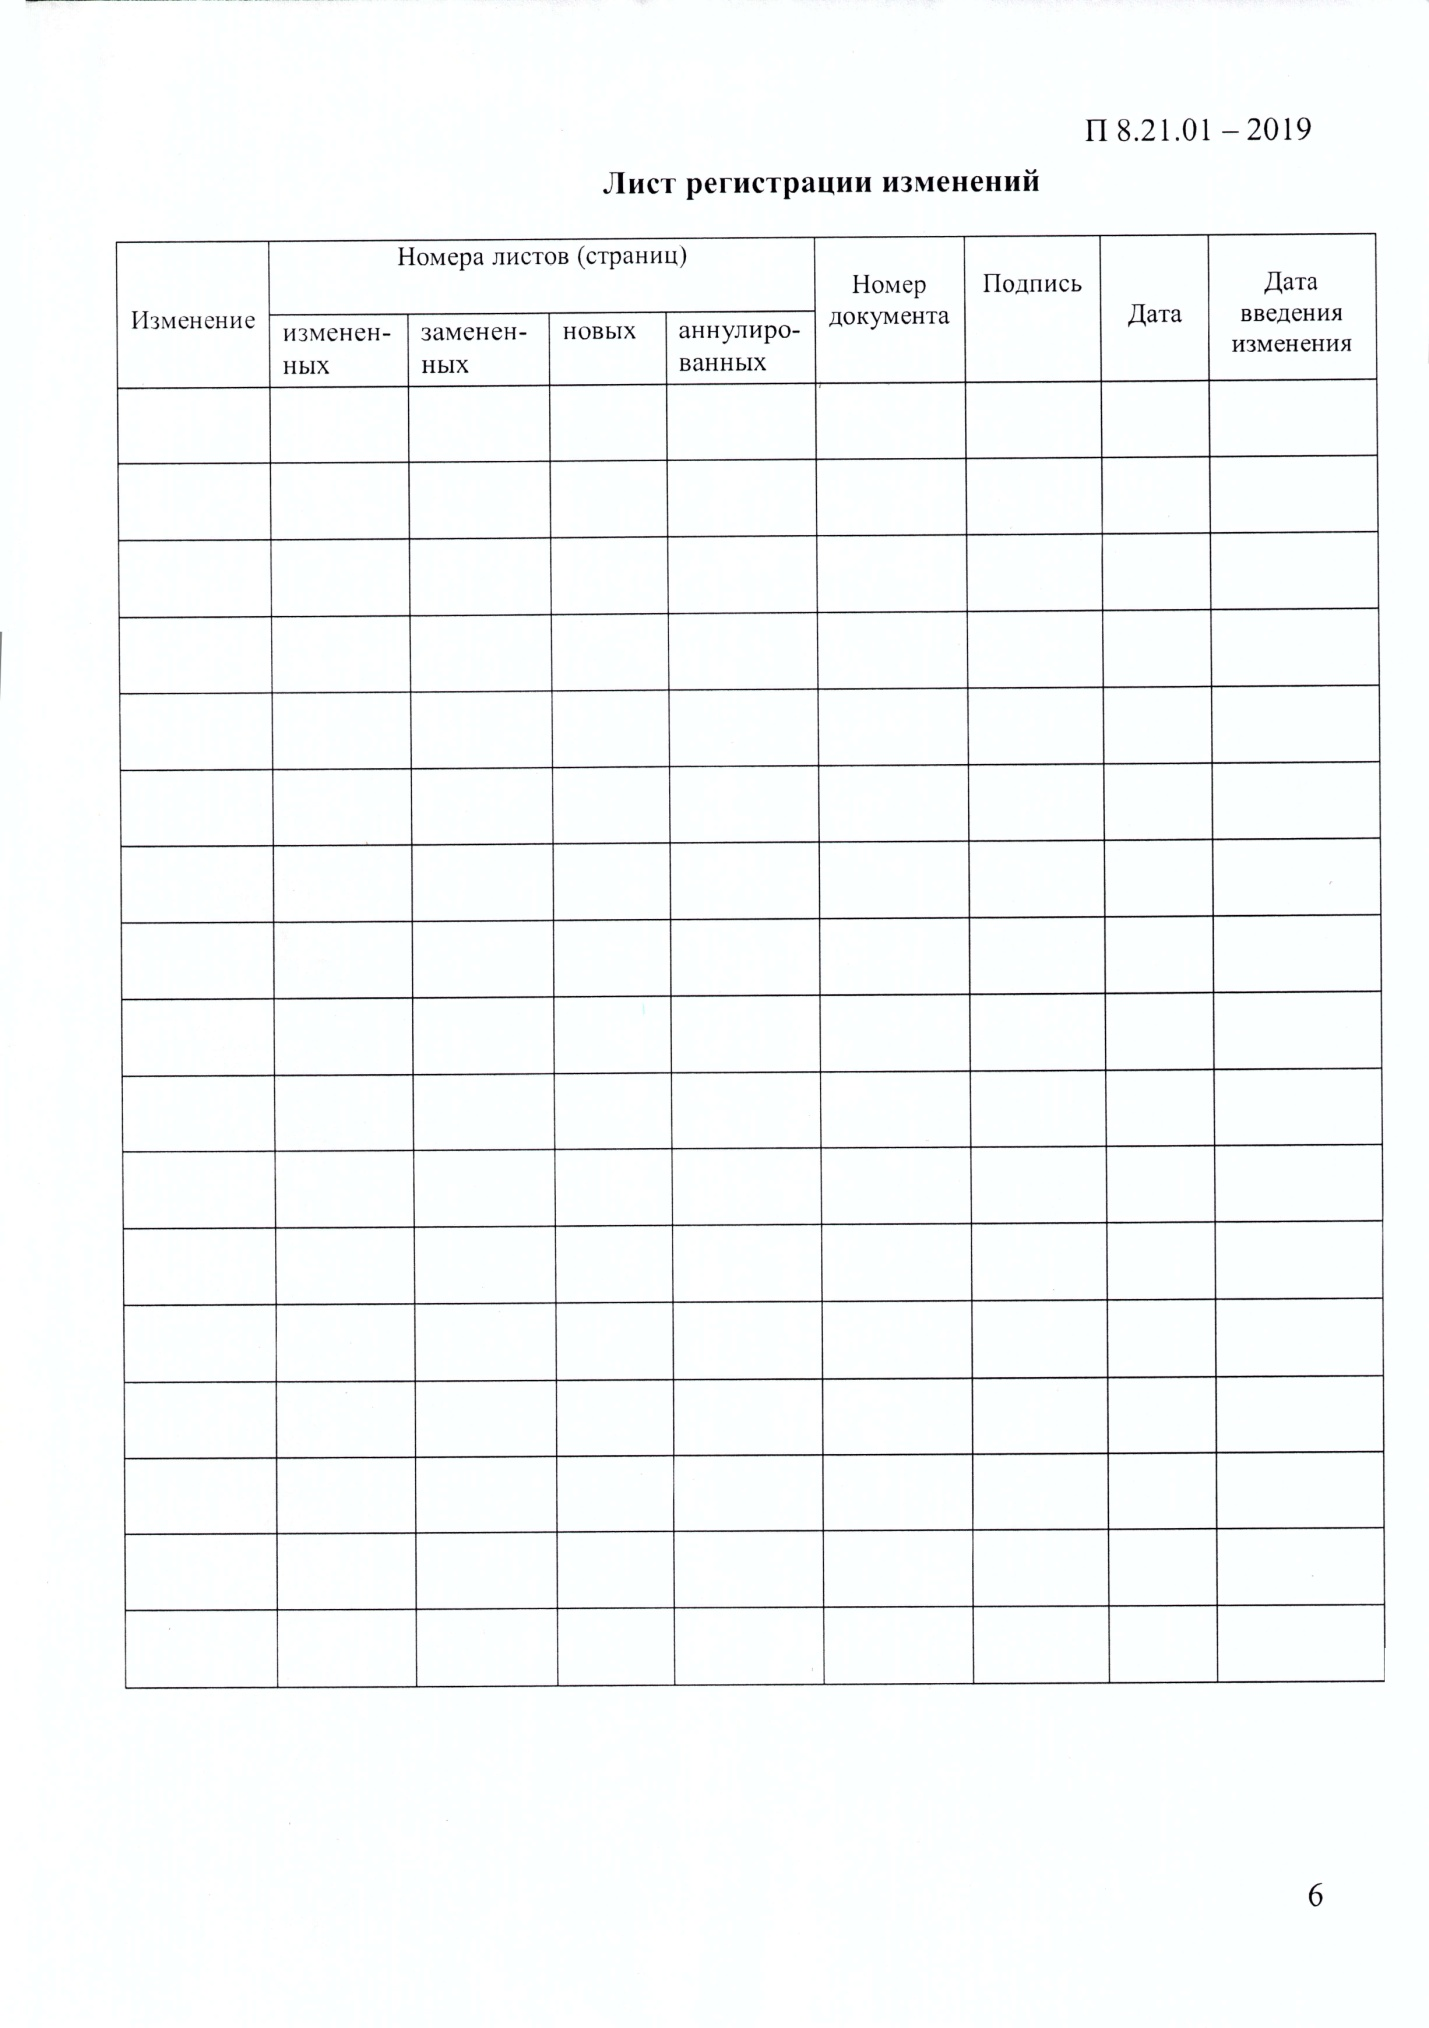 П 8.21.01 – 2019
Лист регистрации изменений
Изменение
Номера листов (страниц)
изменен-
ных
заменен-
ных
новых
аннулиро-
ванных
Номер
документа
Подпись
Дата
Дата
введения
изменения
6